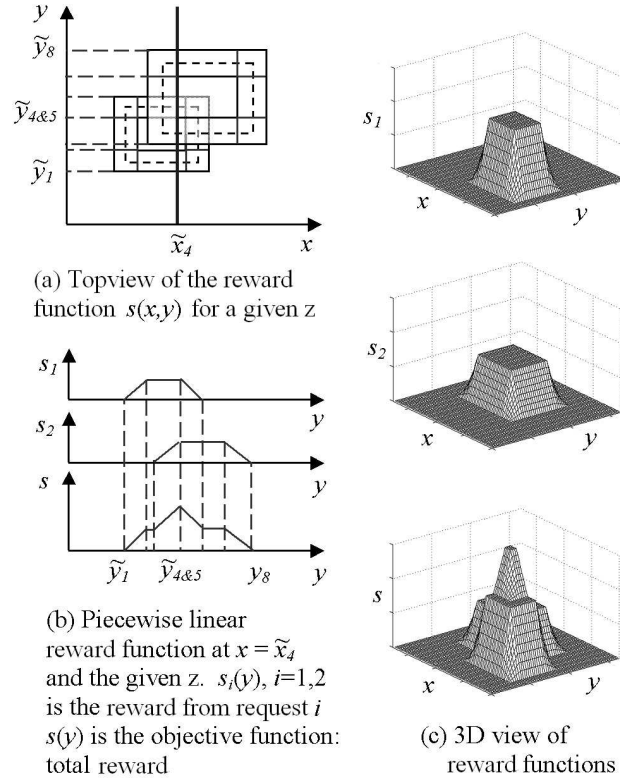 y
ỹ8
ỹ4&5
ỹ1
x̃4
x
(a) Topview of the reward
function s(x,y) for a given z
s1
y
s2
y
s
ỹ1
ỹ4&5
y8
y
(b) Piecewise linear
reward function at x = x̃4
and the given z. si(y), i=1,2
is the reward from request i
s(y) is the objective function:
total reward
s1
x
y
s2
x
y
s
x
y
(c) 3D view of
reward functions